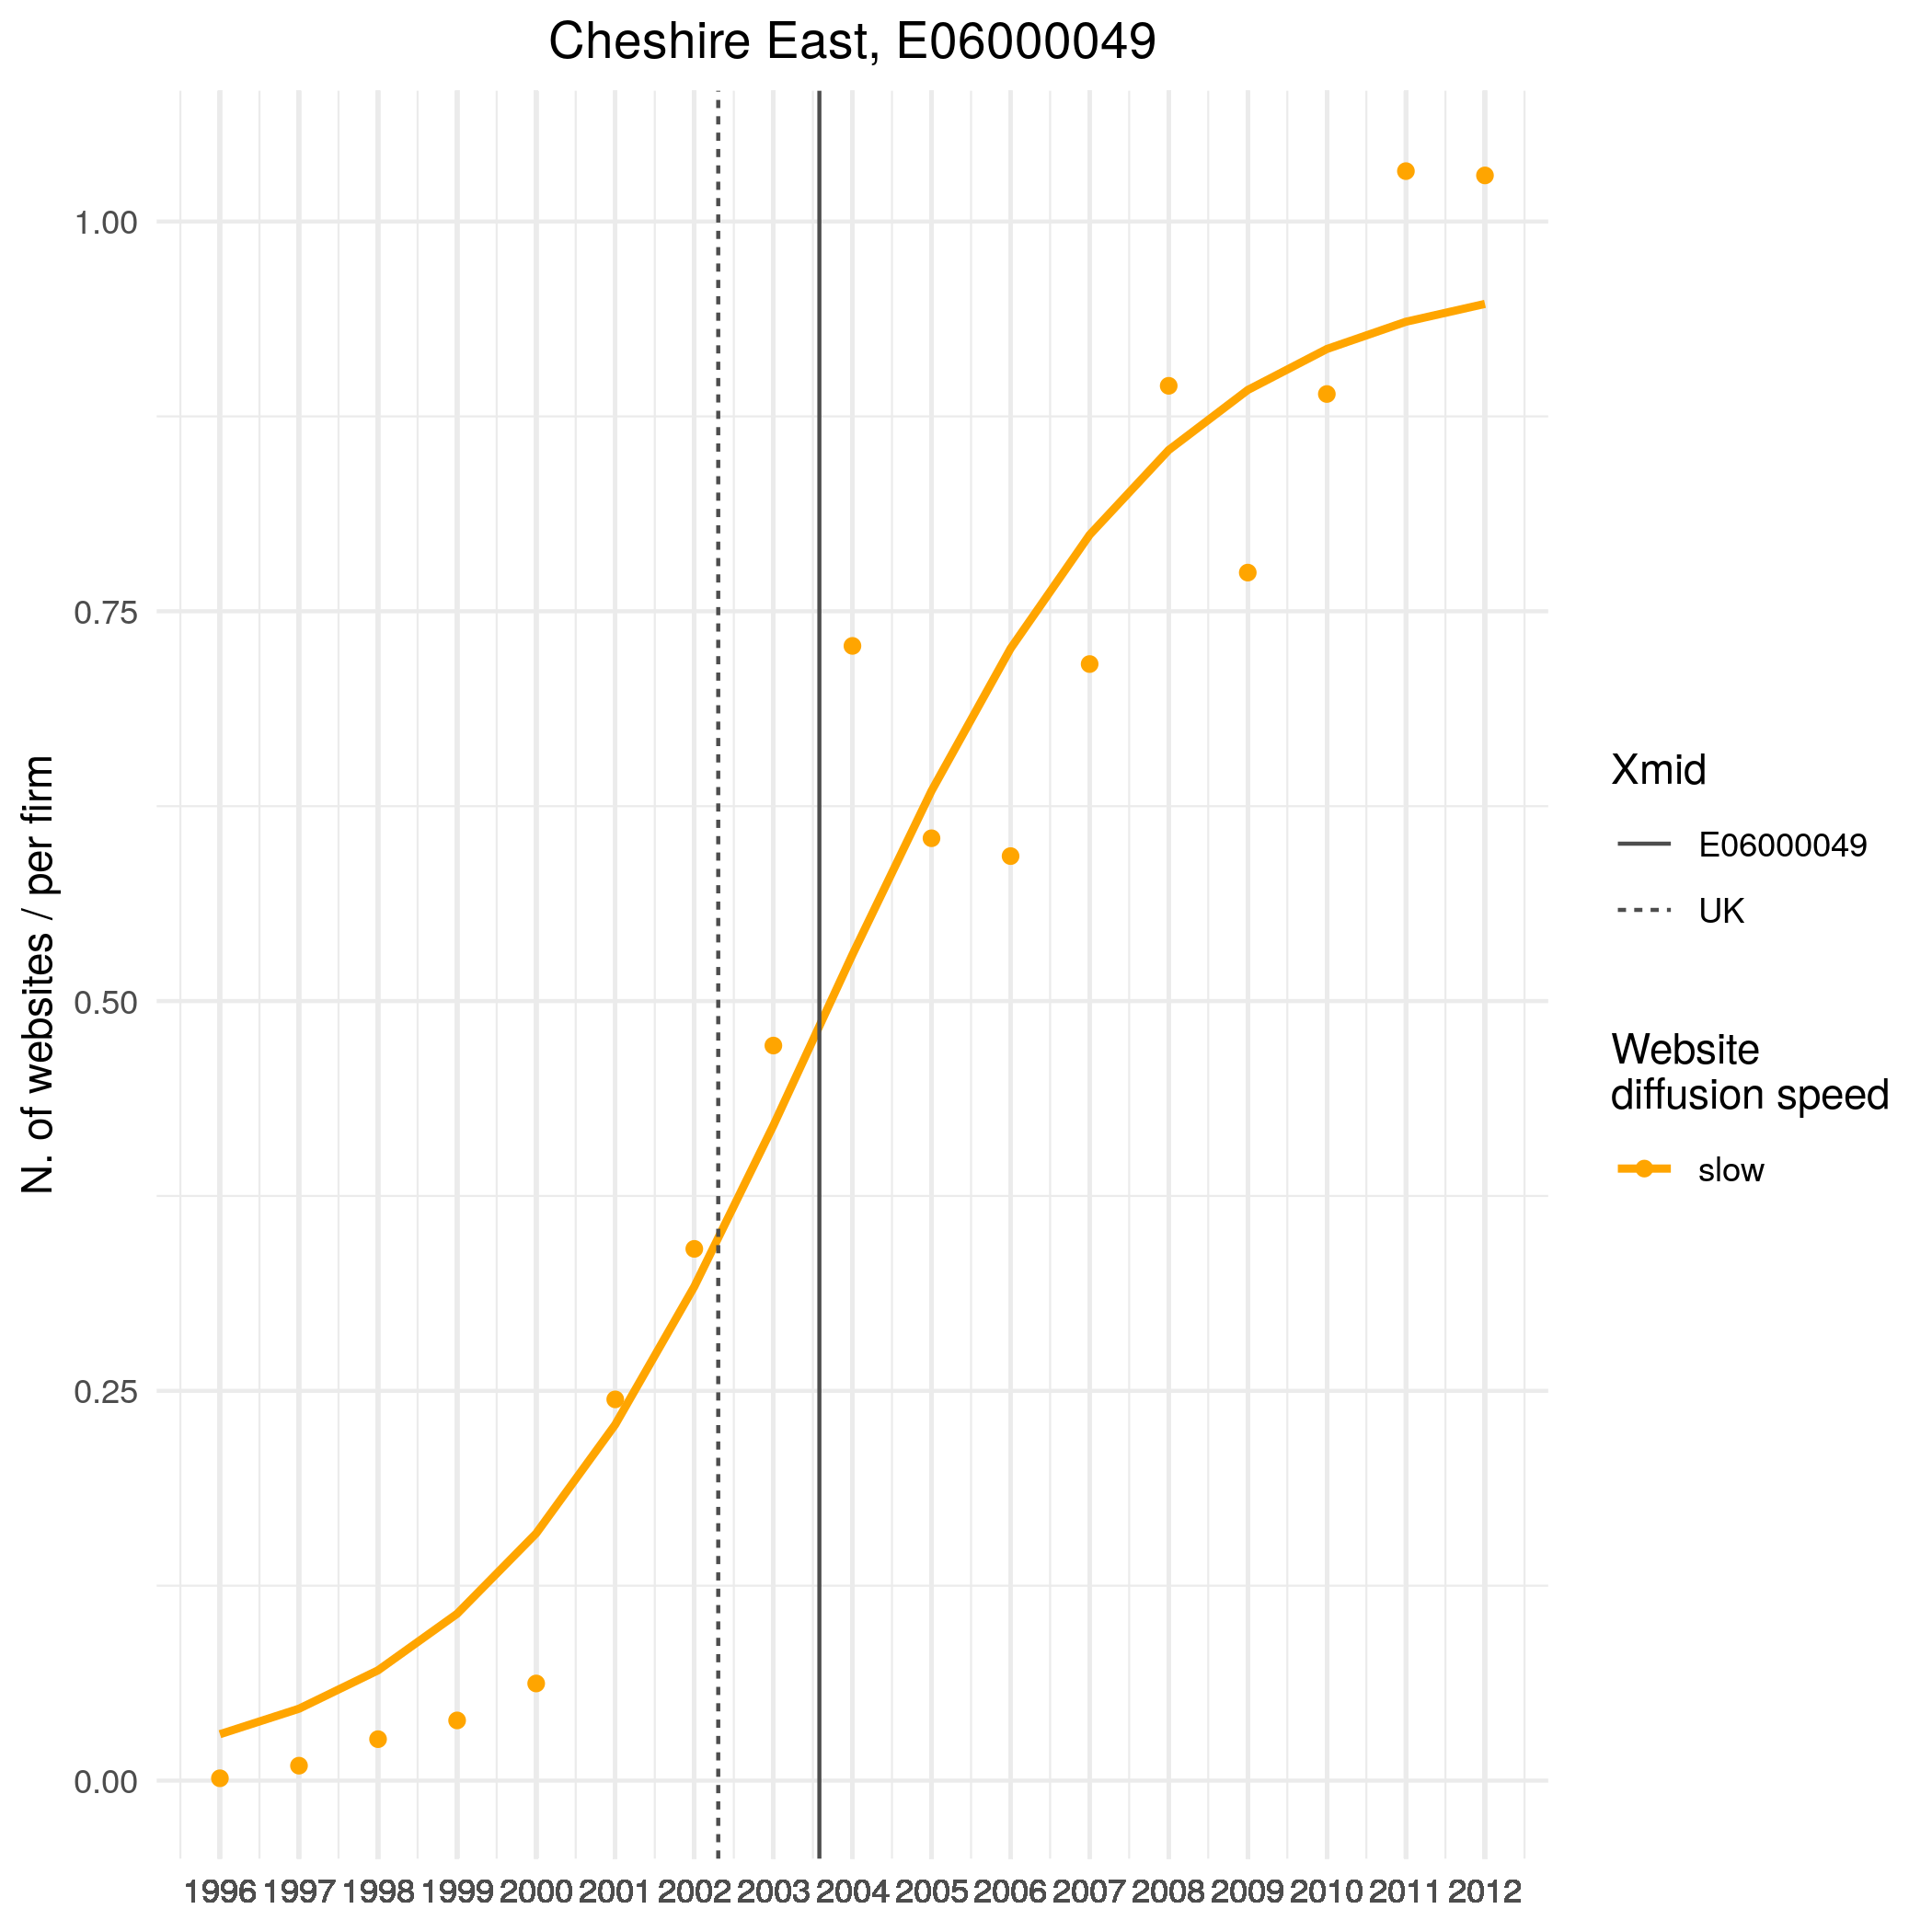 Cheshire East, E06000049
N. of websites / per firm
1.00
0.75
0.50
0.25
0.00
1996 1997 1998 1999 2000 2001 2002 2003 2004 2005 2006 2007 2008 2009 2010 2011 2012
Xmid
E06000049
UK
Website
diffusion speed
slow